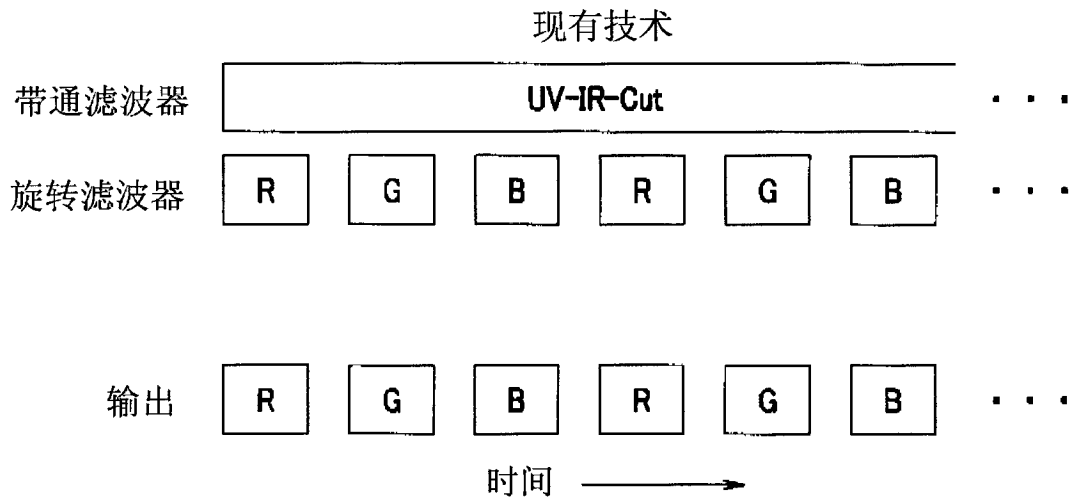 现有技术
带通滤波器 UV-IR-Cut ・・・
旋转滤波器 R G B R G B ・・・
输出 R G B R G B ・・・
时间